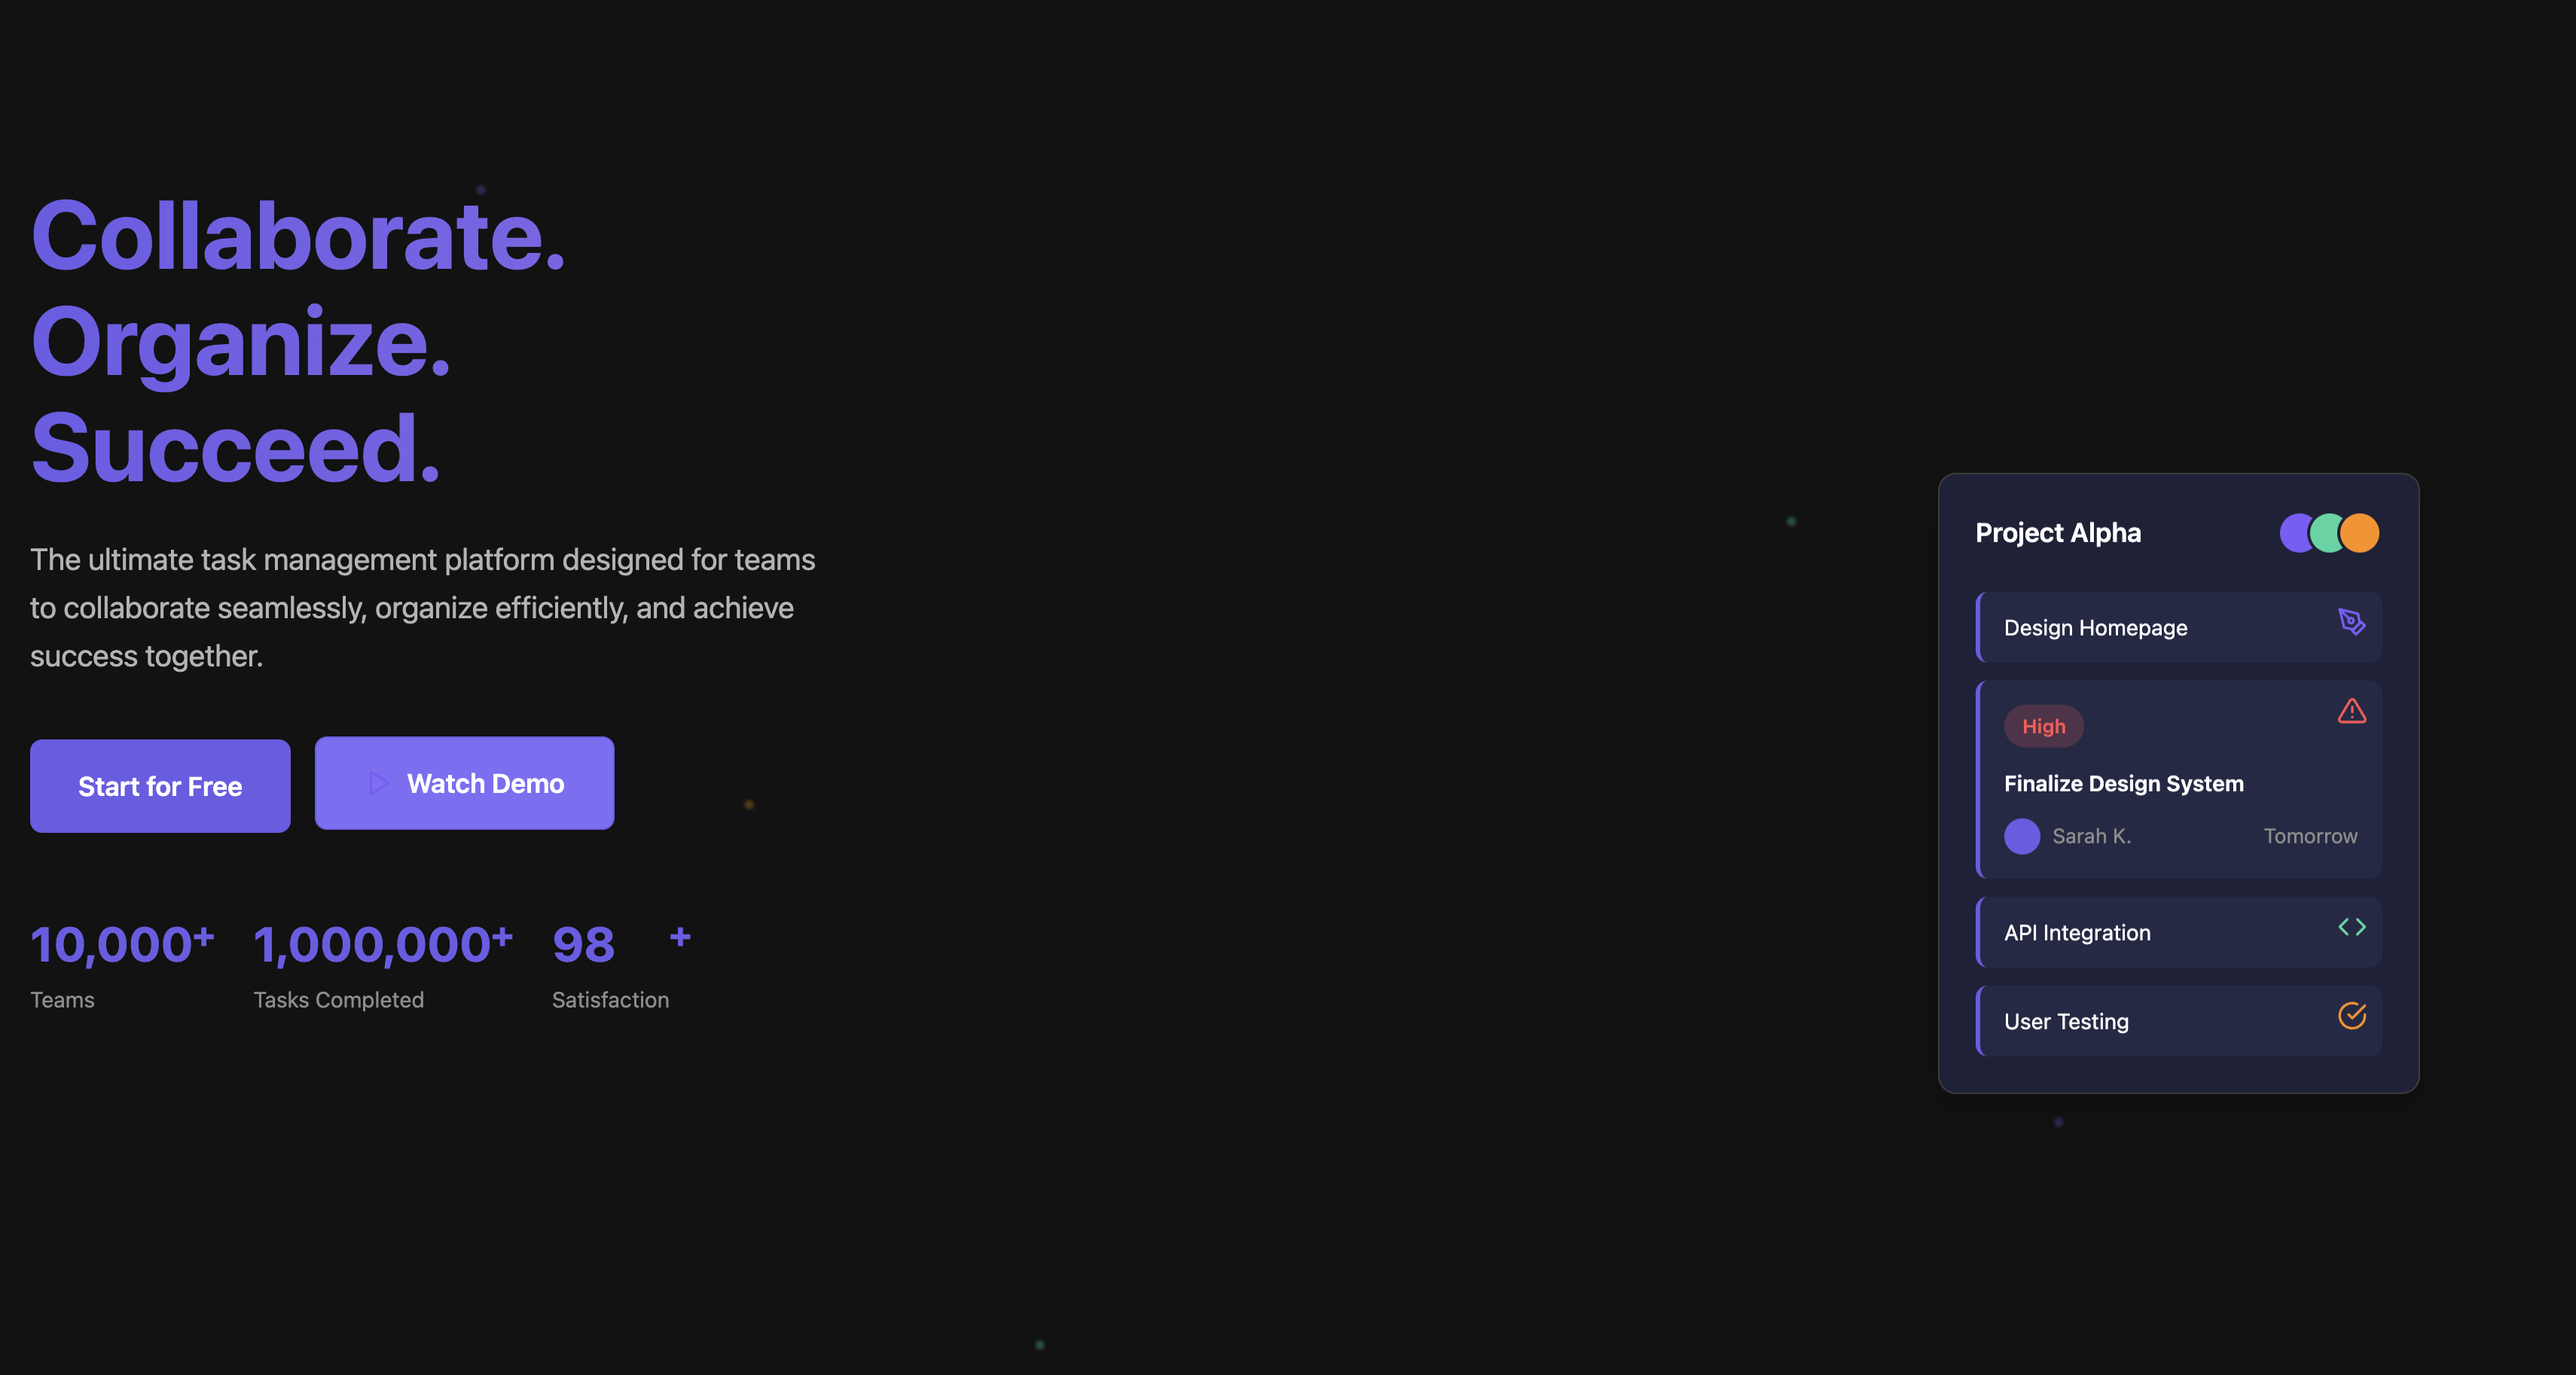 Collaborate.
Organize.
Succeed.
The ultimate task management platform designed for teams
to collaborate seamlessly, organize efficiently, and achieve
success together.
Start for Free
Watch Demo
10,000+
Teams
1,000,000+
Tasks Completed
98 +
Satisfaction
Project Alpha
Design Homepage
High
Finalize Design System
Sarah K.
Tomorrow
API Integration
User Testing